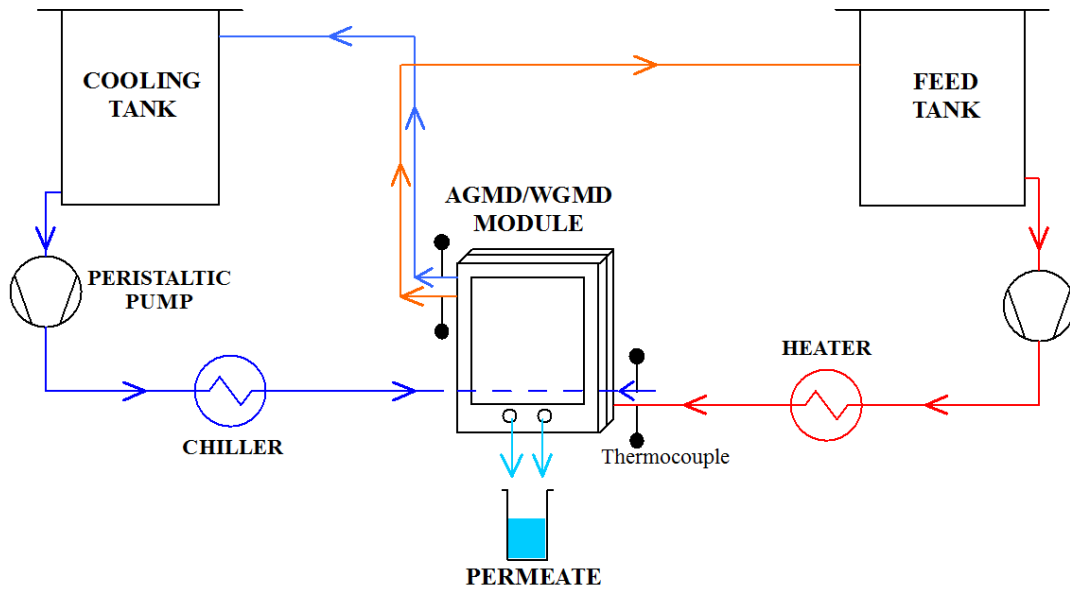 COOLING
TANK
FEED
TANK
AGMD/WGMD
MODULE
PERISTALTIC
PUMP
HEATER
CHILLER
Thermocouple
PERMEATE